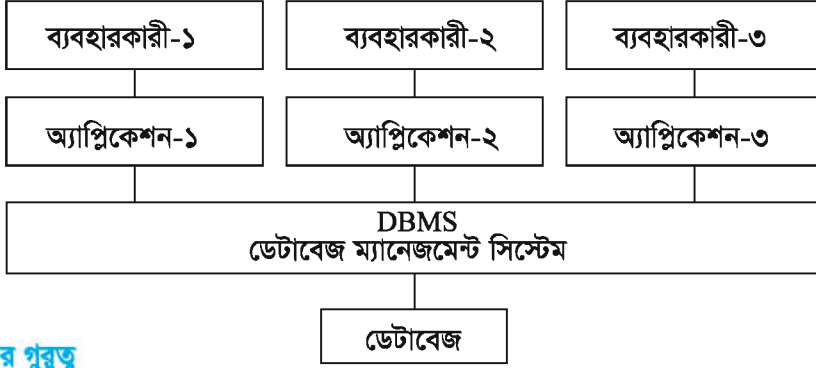 ব্যবহারকারী-১ ব্যবহারকারী-২ ব্যবহারকারী-৩
অ্যাপ্লিকেশন-১ অ্যাপ্লিকেশন-২ অ্যাপ্লিকেশন-৩
DBMS
ডেটাবেজ ম্যানেজমেন্ট সিস্টেম
ডেটাবেজ
র গুরুত্ব